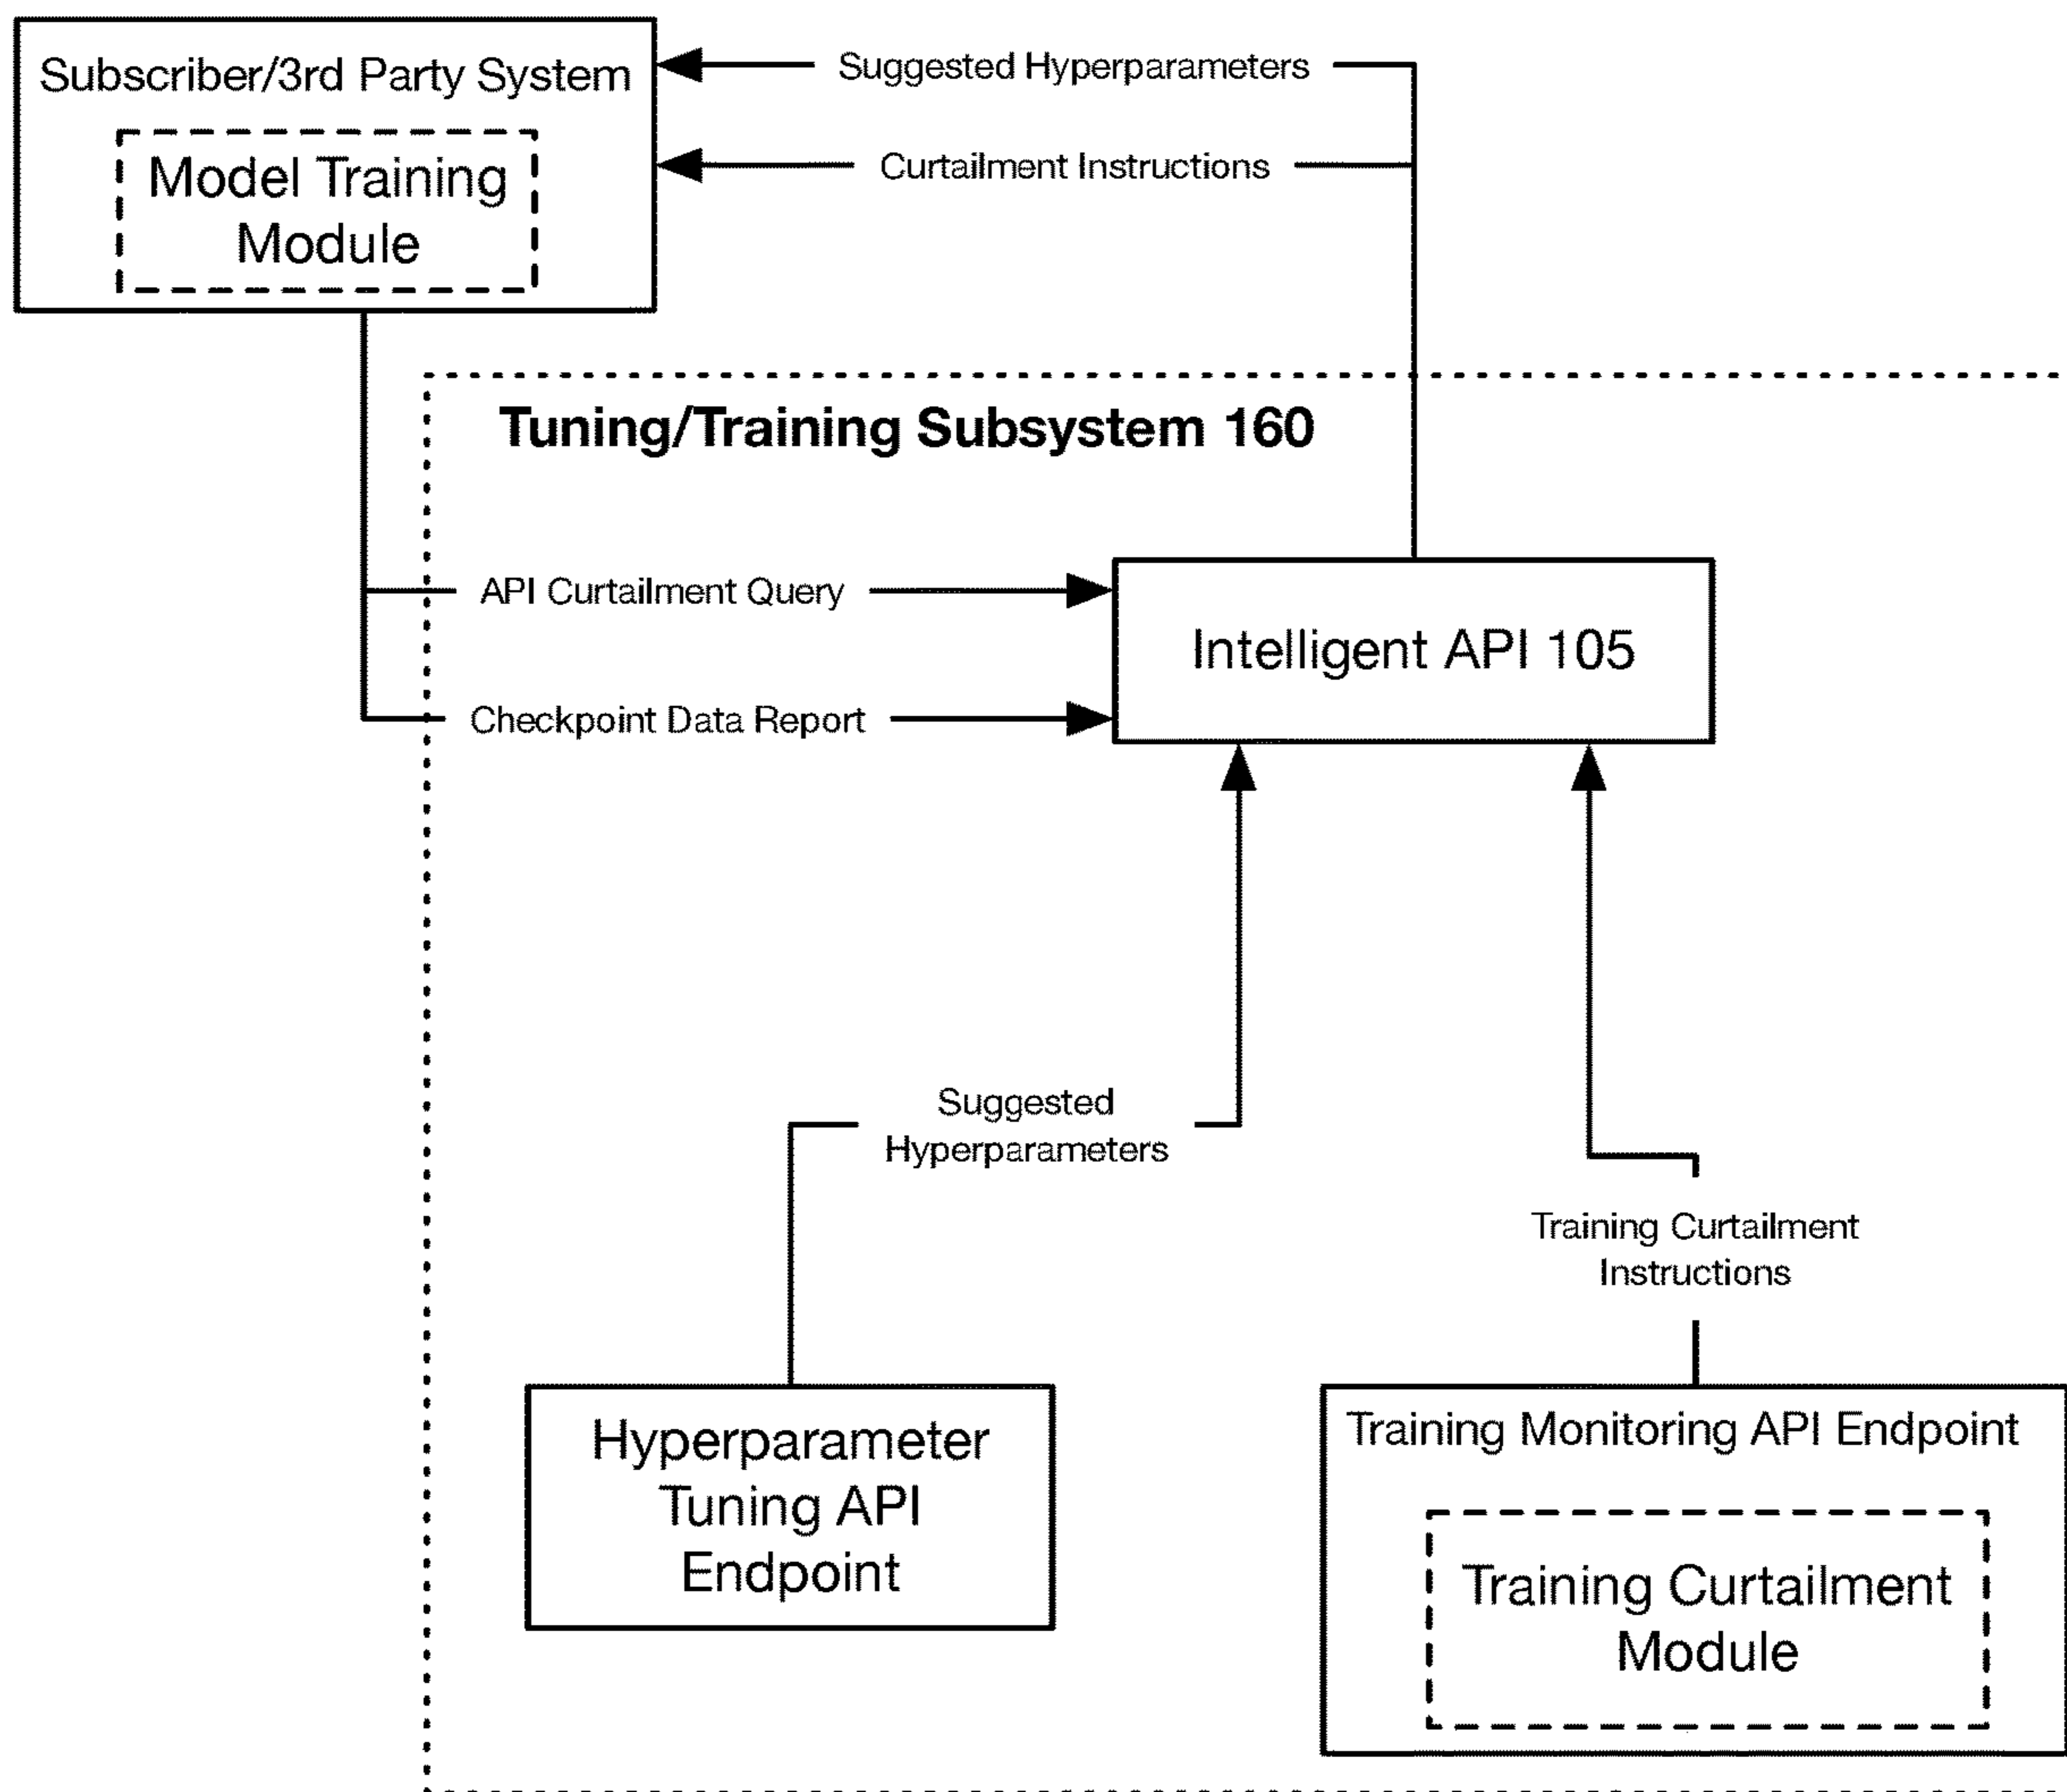 Subscriber/3rd Party System
Model Training
Module
Suggested Hyperparameters
Curtailment Instructions
Tuning/Training Subsystem 160
API Curtailment Query
Checkpoint Data Report
Intelligent API 105
Suggested
Hyperparameters
Training Curtailment
Instructions
Hyperparameter
Tuning API
Endpoint
Training Monitoring API Endpoint
Training Curtailment
Module